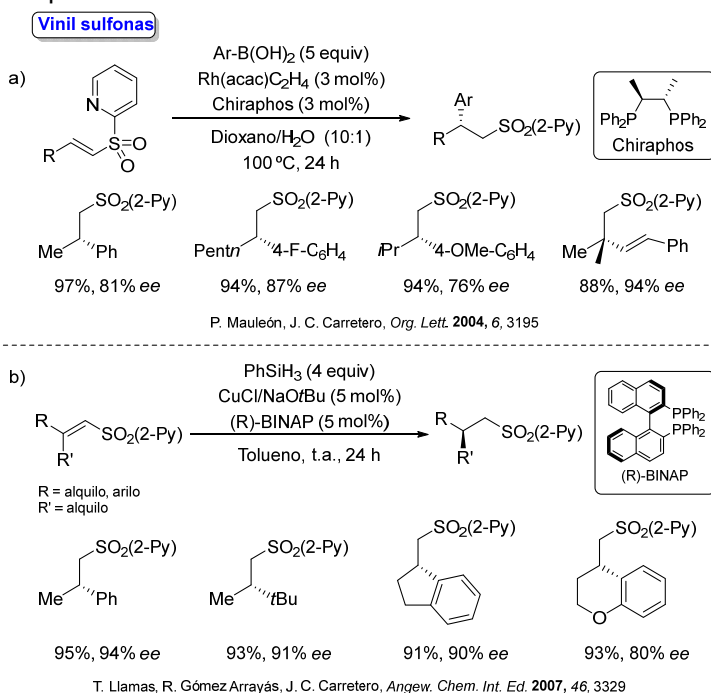 Vinil sulfonas
a)
Ar-B(OH)2 (5 equiv)
Rh(acac)C2H4 (3 mol%)
Chiraphos (3 mol%)
Dioxano/H2O (10:1)
100 ºC, 24 h
N
R
S
O
O
Ar
R
SO2(2-Py)
Ph2P PPh2
Chiraphos
SO2(2-Py)
Me Ph
97%, 81% ee
SO2(2-Py)
Pentn 4-F-C6H4
94%, 87% ee
SO2(2-Py)
iPr 4-OMe-C6H4
94%, 76% ee
SO2(2-Py)
Me Ph
88%, 94% ee
P. Mauleón, J. C. Carretero, Org. Lett. 2004, 6, 3195
b)
PhSiH3 (4 equiv)
CuCl/NaOtBu (5 mol%)
(R)-BINAP (5 mol%)
Tolueno, t.a., 24 h
R
SO2(2-Py)
R'
R = alquilo, arilo
R' = alquilo
R
SO2(2-Py)
R'
PPh2
PPh2
(R)-BINAP
SO2(2-Py)
Me Ph
95%, 94% ee
SO2(2-Py)
Me tBu
93%, 91% ee
SO2(2-Py)
91%, 90% ee
SO2(2-Py)
O
93%, 80% ee
T. Llamas, R. Gómez Arrayás, J. C. Carretero, Angew. Chem. Int. Ed. 2007, 46, 3329